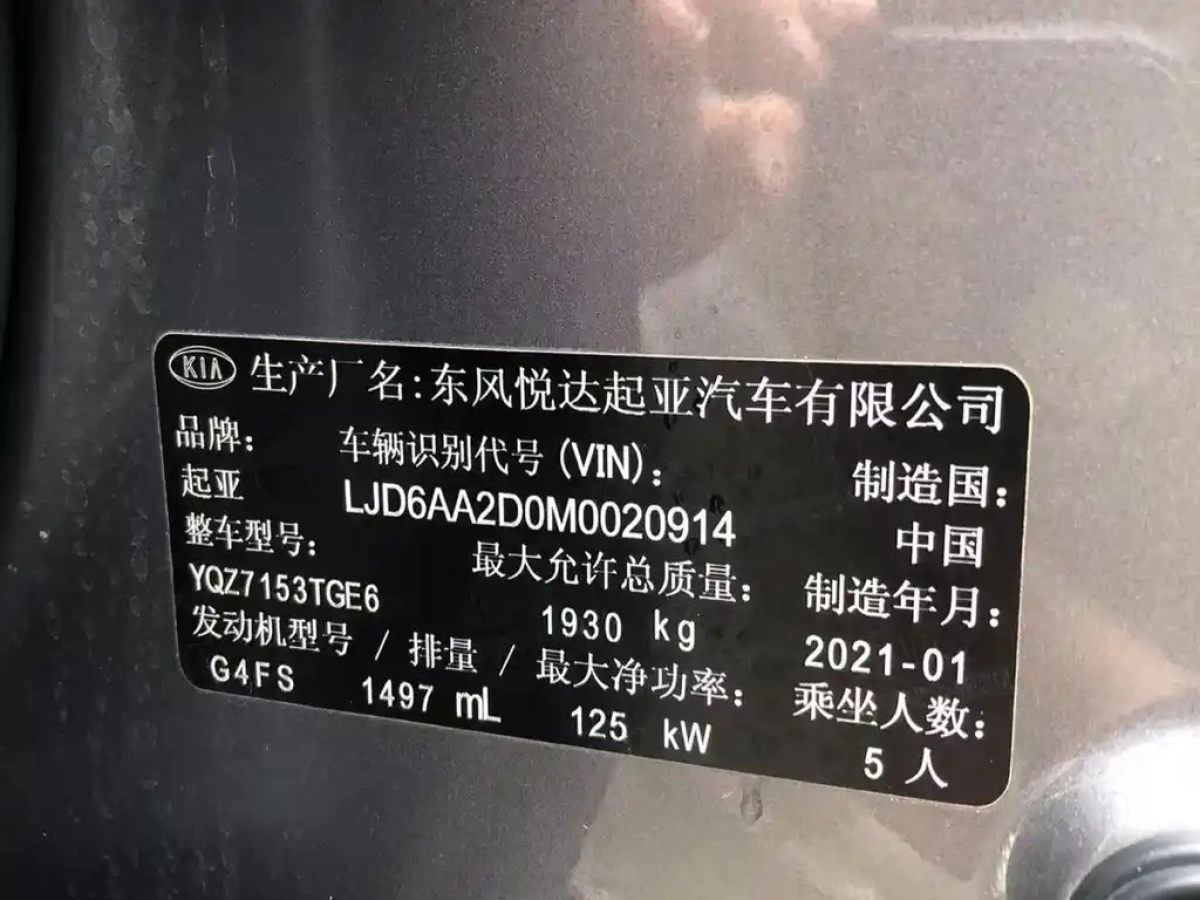 KIA 生产厂名:东风悦达起亚汽车有限公司
品牌: 车辆识别代号(VIN): 制造国:
起亚 LJD6AA2D0M0020914 中国
整车型号: 最大允许总质量: 制造年月:
YQZ7153TGE6 1930 kg 2021-01
发动机型号 / 排量 / 最大净功率: 乘坐人数:
G4FS 1497 mL 125 kW 5 人